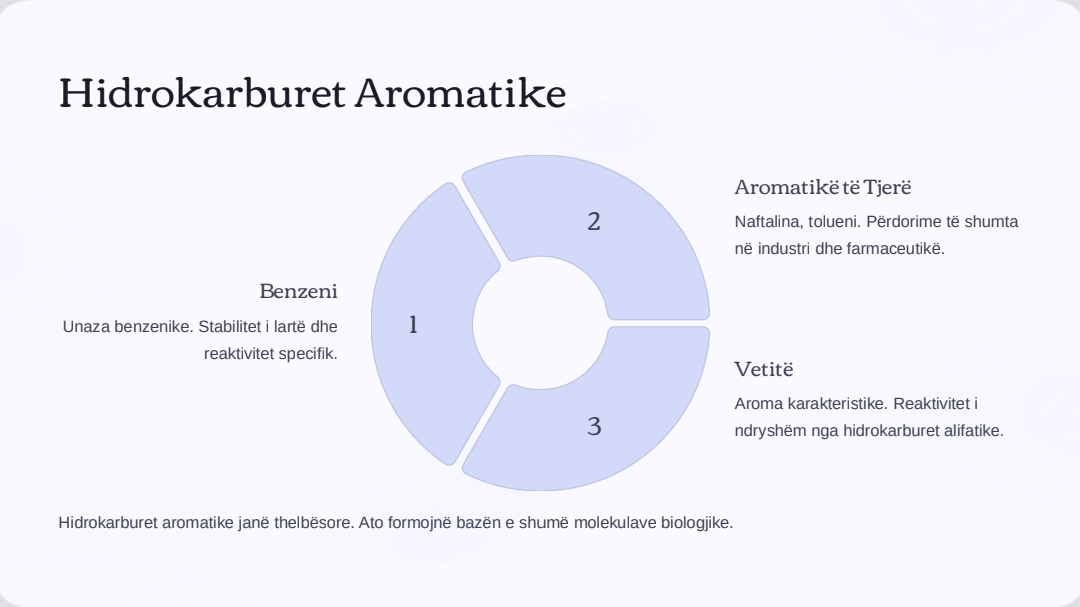 Hidrokarburet Aromatike
1
Benzeni
Unaza benzenike. Stabilitet i lartë dhe
reaktivitet specifik.
2
Aromatikë të Tjerë
Naftalina, tolueni. Përdorime të shumta
në industri dhe farmaceutikë.
3
Vetitë
Aroma karakteristike. Reaktivitet i
ndryshëm nga hidrokarburet alifatike.
Hidrokarburet aromatike janë thelbësore. Ato formojnë bazën e shumë molekulave biologjike.